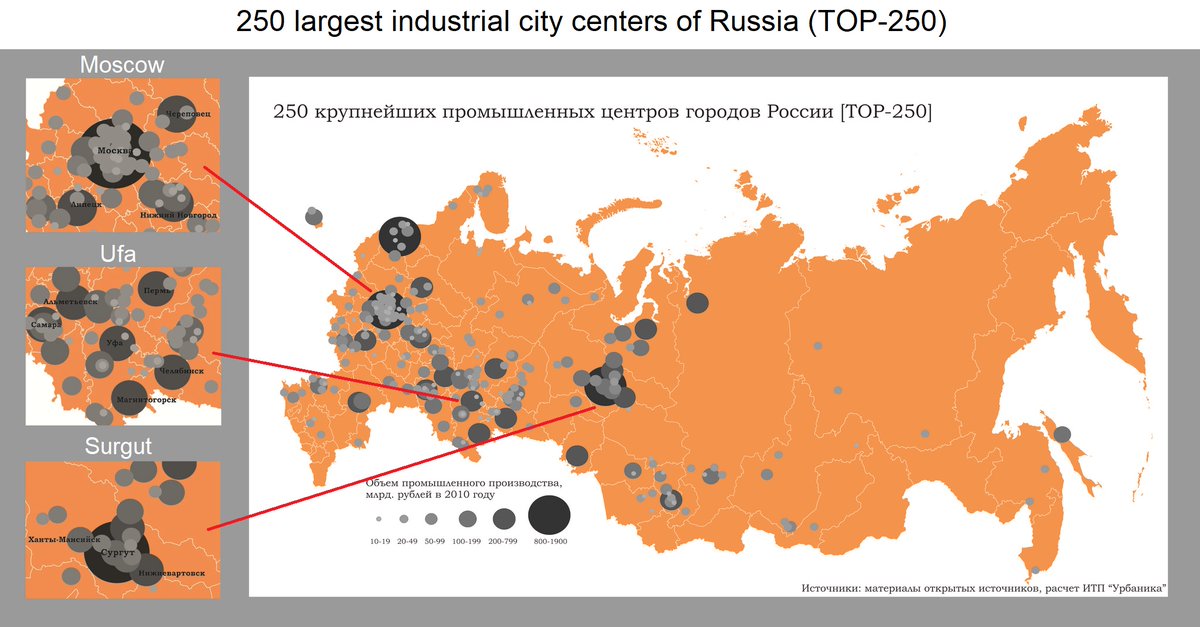 250 largest industrial city centers of Russia (TOP-250)
Moscow
Череповец
Москва
Липецк
Нижний Новгород
Ufa
Пермь
Альметьевск
Самара
Уфа
Челябинск
Магнитогорск
Surgut
Ханты-Мансийск
Сургут
Нижневартовск
250 крупнейших промышленных центров городов России [TOP-250]
Объем промышленного производства,
млрд. рублей в 2010 году
10-19 20-49 50-99 100-199 200-799 800-1900
Источники: материалы открытых источников, расчет ИТП “Урбаника”